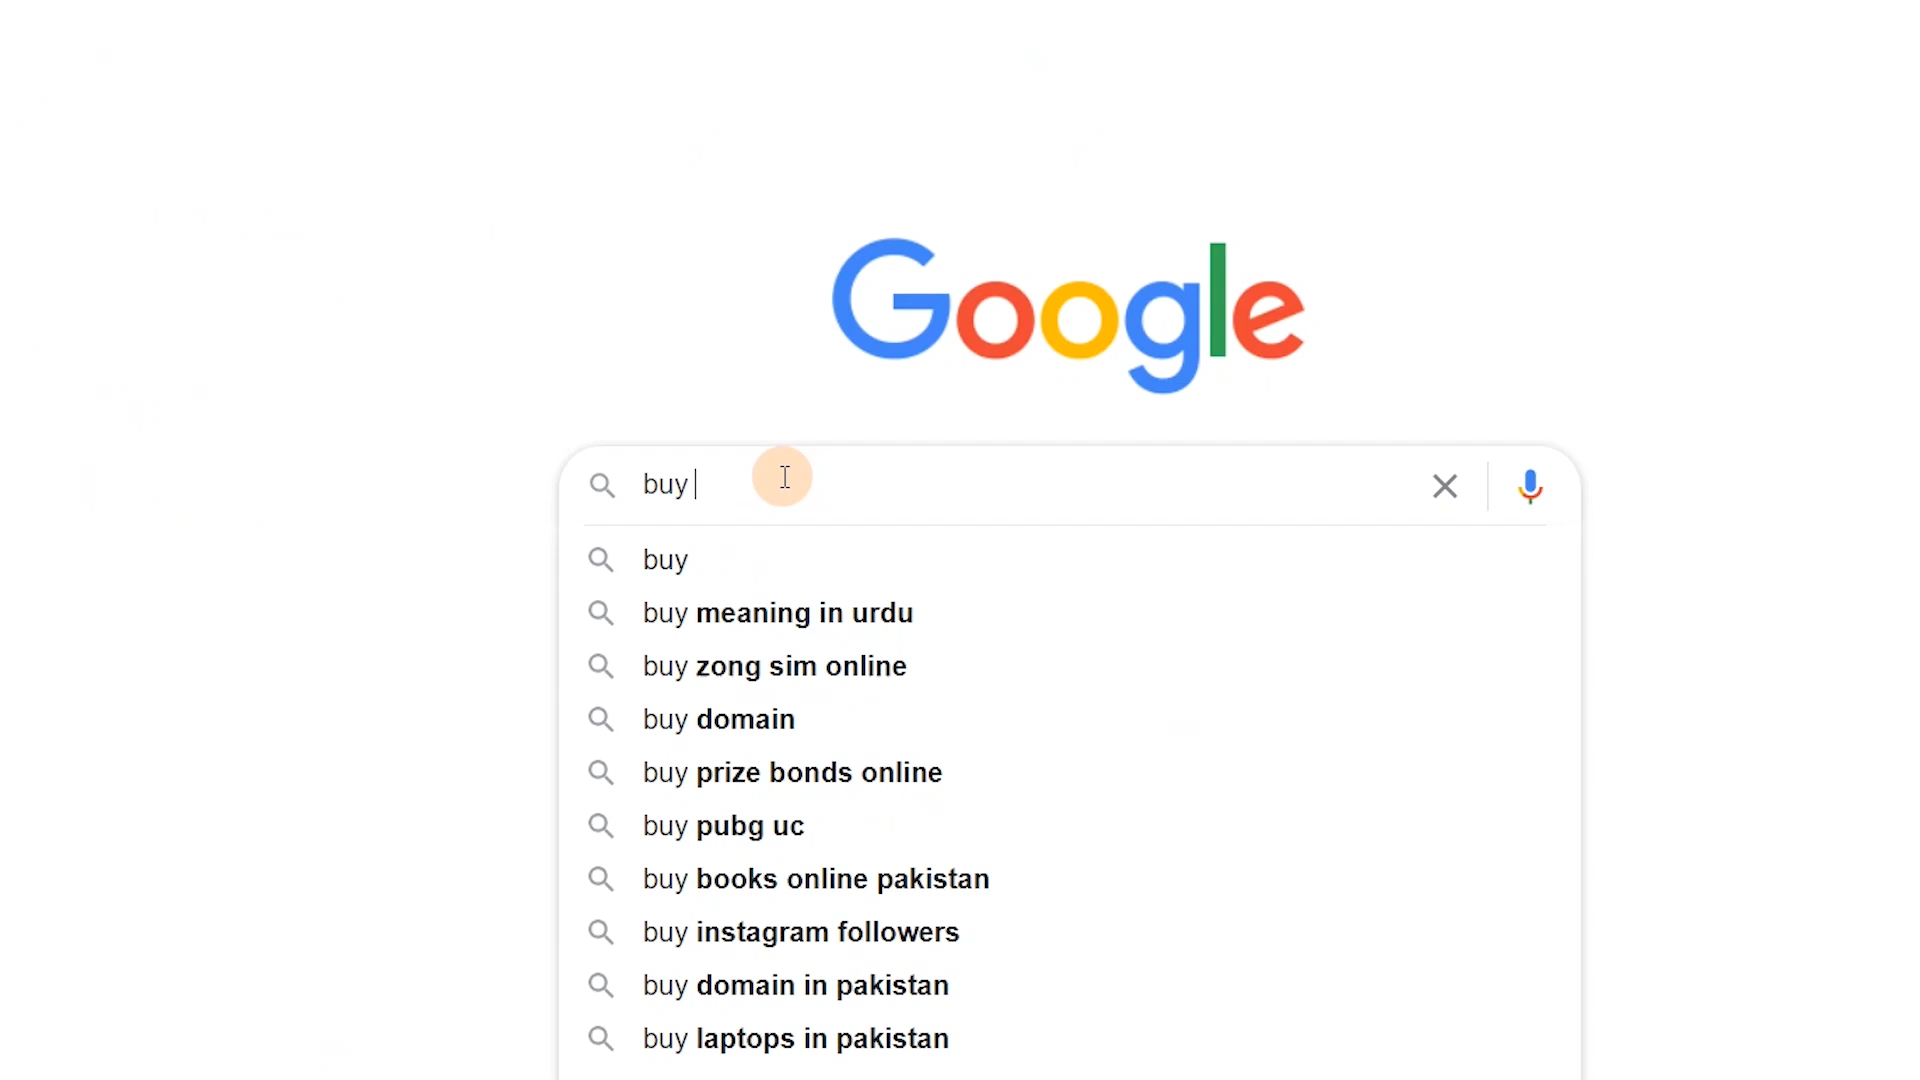 Google
buy
buy
buy meaning in urdu
buy zong sim online
buy domain
buy prize bonds online
buy pubg uc
buy books online pakistan
buy instagram followers
buy domain in pakistan
buy laptops in pakistan